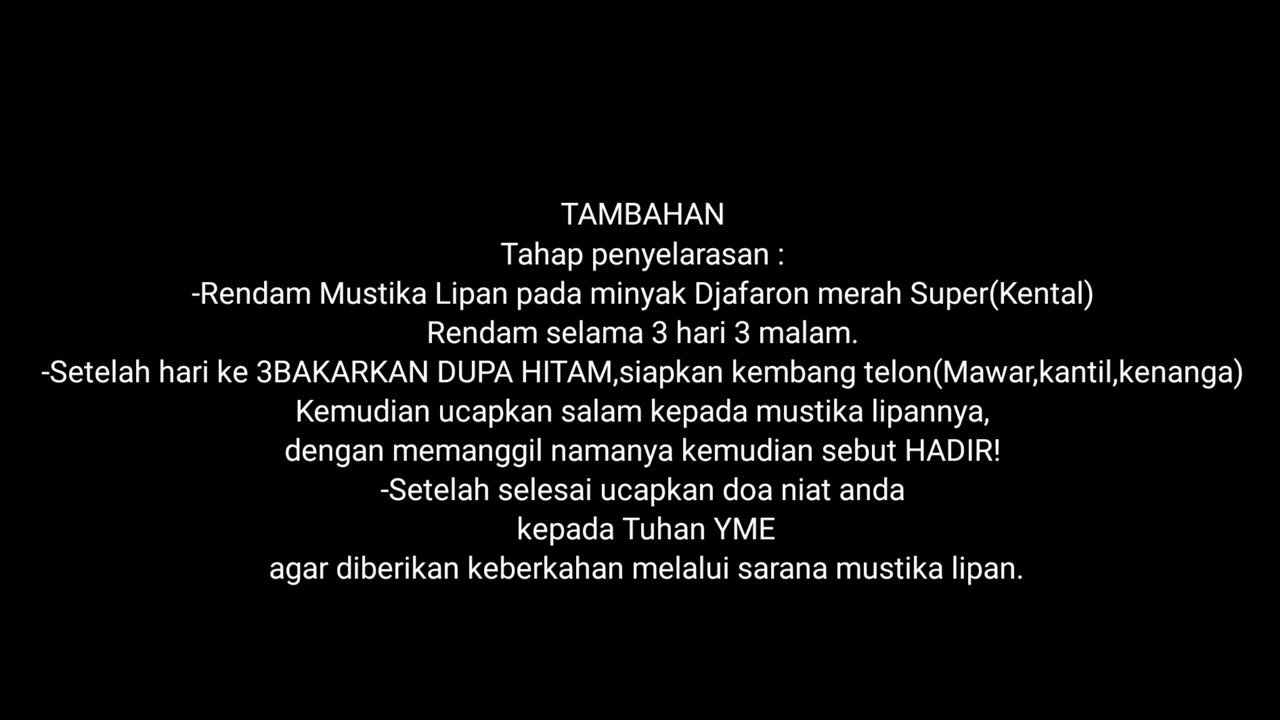 TAMBAHAN
Tahap penyelarasan :
-Rendam Mustika Lipan pada minyak Djafaron merah Super(Kental)
Rendam selama 3 hari 3 malam.
-Setelah hari ke 3BAKARKAN DUPA HITAM,siapkan kembang telon(Mawar,kantil,kenanga)
Kemudian ucapkan salam kepada mustika lipannya,
dengan memanggil namanya kemudian sebut HADIR!
-Setelah selesai ucapkan doa niat anda
kepada Tuhan YME
agar diberikan keberkahan melalui sarana mustika lipan.